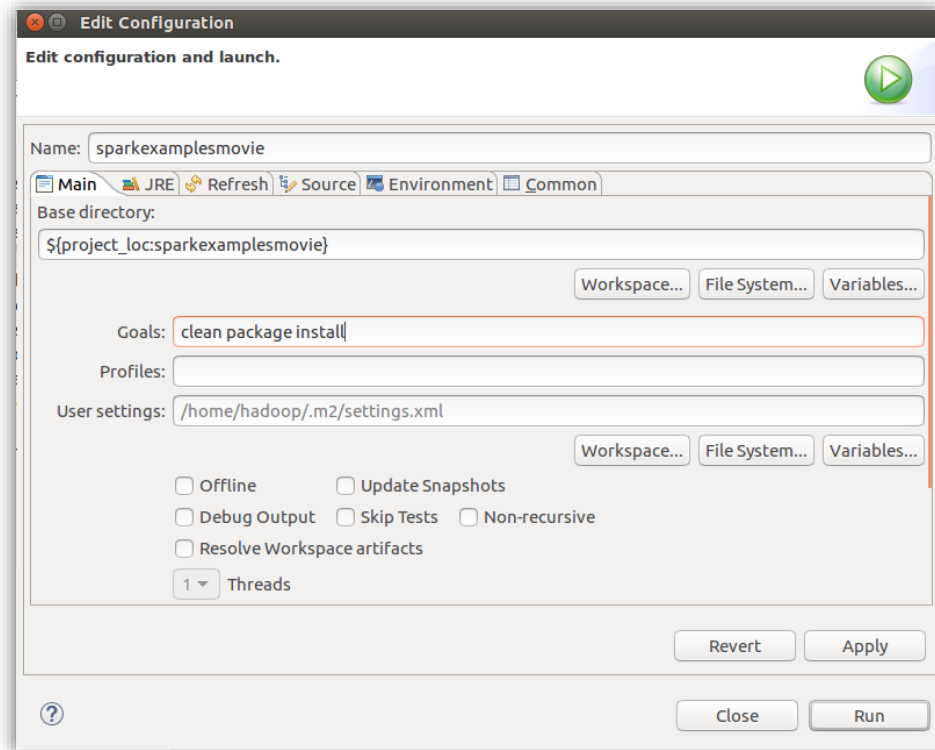 Edit Configuration
Edit configuration and launch.
Name: sparkexamplesmovie
Main JRE Refresh Source Environment Common
Base directory:
${project_loc:sparkexamplesmovie}
Workspace... File System... Variables...
Goals: clean package install
Profiles:
User settings: /home/hadoop/.m2/settings.xml
Workspace... File System... Variables...
Offline Update Snapshots
Debug Output Skip Tests Non-recursive
Resolve Workspace artifacts
1 Threads
Revert Apply
? Close Run